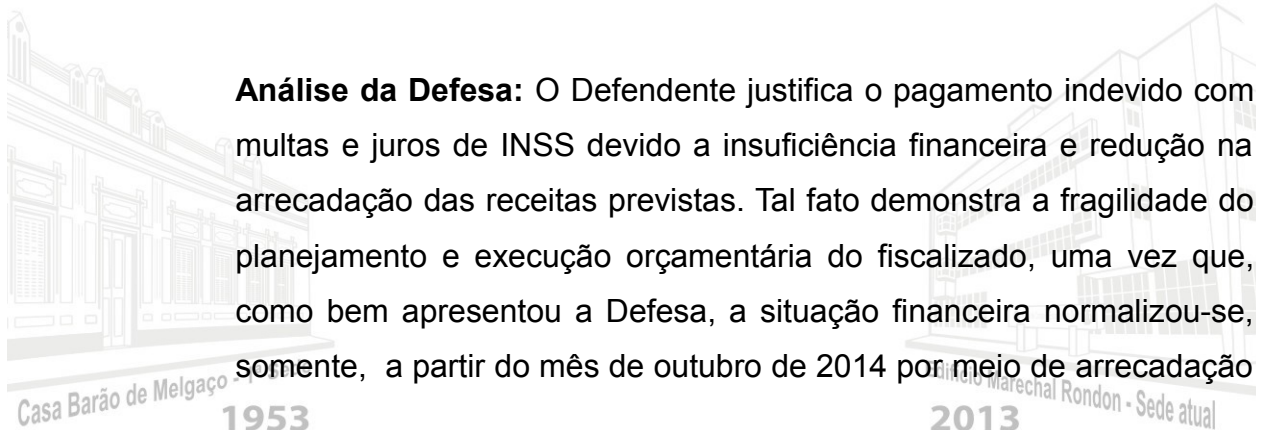 Análise da Defesa: O Defendente justifica o pagamento indevido com
multas e juros de INSS devido a insuficiência financeira e redução na
arrecadação das receitas previstas. Tal fato demonstra a fragilidade do
planejamento e execução orçamentária do fiscalizado, uma vez que,
como bem apresentou a Defesa, a situação financeira normalizou-se,
somente, a partir do mês de outubro de 2014 por meio de arrecadação
Casa Barão de Melgaço -
Marechal Rondon - Sede atual
1953
2013